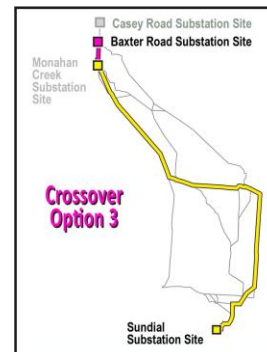 Casey Road Substation Site
Baxter Road Substation Site
Monahan
Creek
Substation
Site
Crossover
Option 3
Sundial
Substation Site